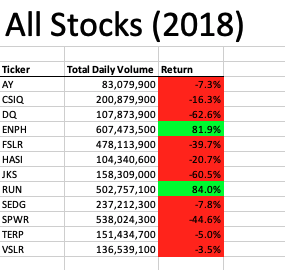 All Stocks (2018)
Ticker Total Daily Volume Return
AY 83,079,900 -7.3%
CSIQ 200,879,900 -16.3%
DQ 107,873,900 -62.6%
ENPH 607,473,500 81.9%
FSLR 478,113,900 -39.7%
HASI 104,340,600 -20.7%
JKS 158,309,000 -60.5%
RUN 502,757,100 84.0%
SEDG 237,212,300 -7.8%
SPWR 538,024,300 -44.6%
TERP 151,434,700 -5.0%
VSLR 136,539,100 -3.5%